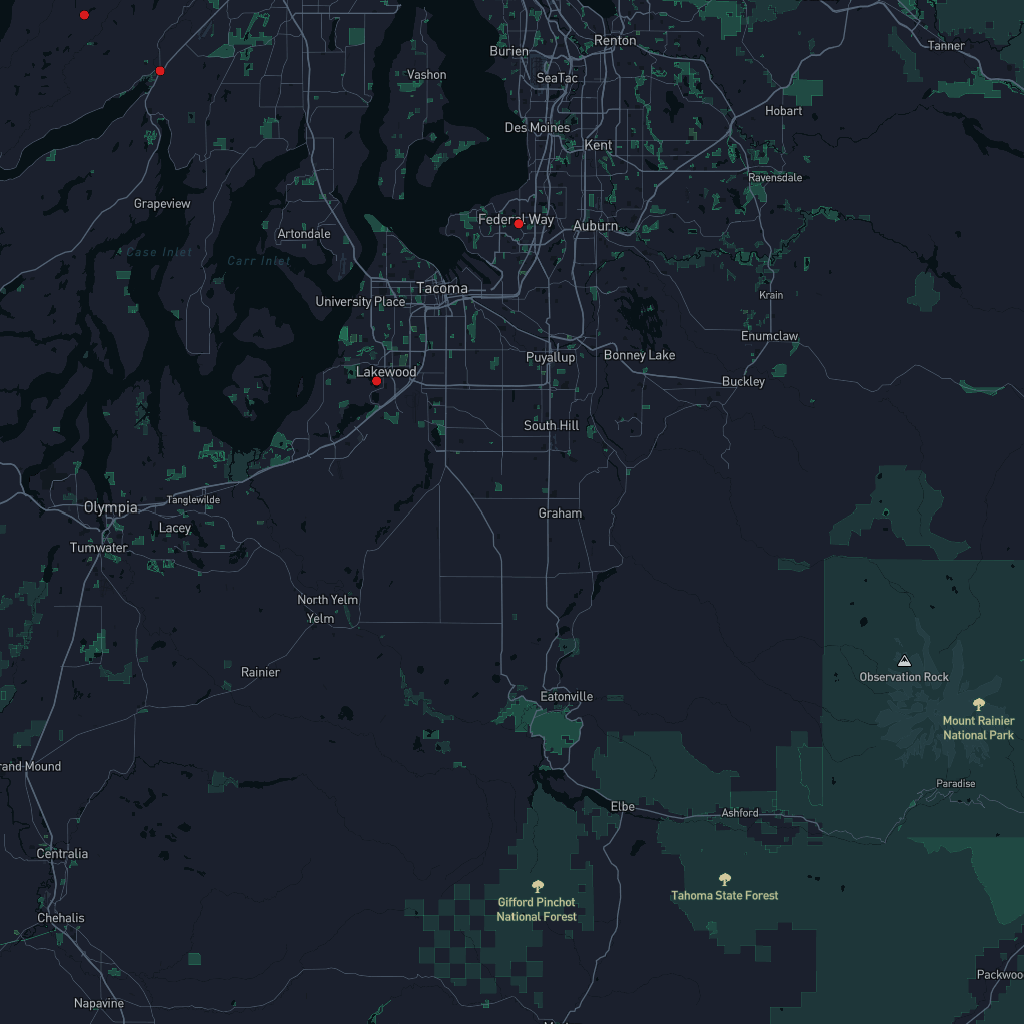 Burien
Renton
Tanner
Vashon
SeaTac
Hobart
Des Moines
Kent
Ravensdale
Grapeview
Federal Way
Auburn
Artondale
Case Inlet
Carr Inlet
Tacoma
University Place
Krain
Enumclaw
Puyallup
Bonney Lake
Lakewood
Buckley
South Hill
Tanglewilde
Olympia
Graham
Lacey
Tumwater
North Yelm
Yelm
Rainier
Observation Rock
Eatonville
Mount Rainier
National Park
rand Mound
Paradise
Elbe
Ashford
Centralia
Tahoma State Forest
Gifford Pinchot
National Forest
Chehalis
Packwoo
Napavine